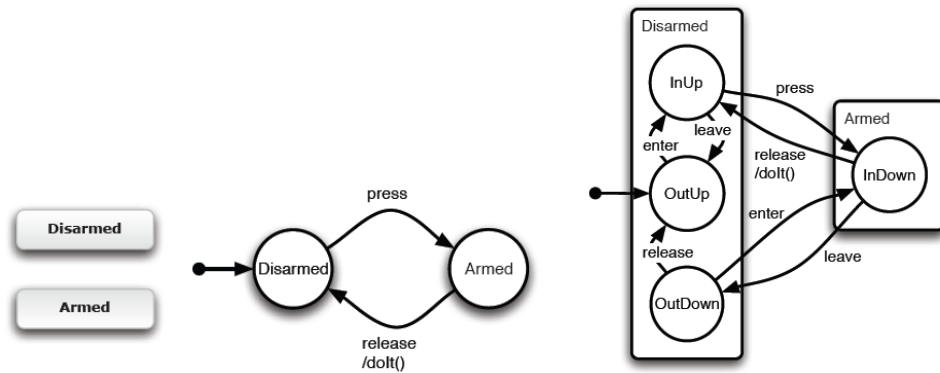 Disarmed
Armed
press
Disarmed
Armed
release
/doIt()
Disarmed
InUp
press
leave
enter
Armed
release
/doIt()
InDown
OutUp
enter
release
leave
OutDown